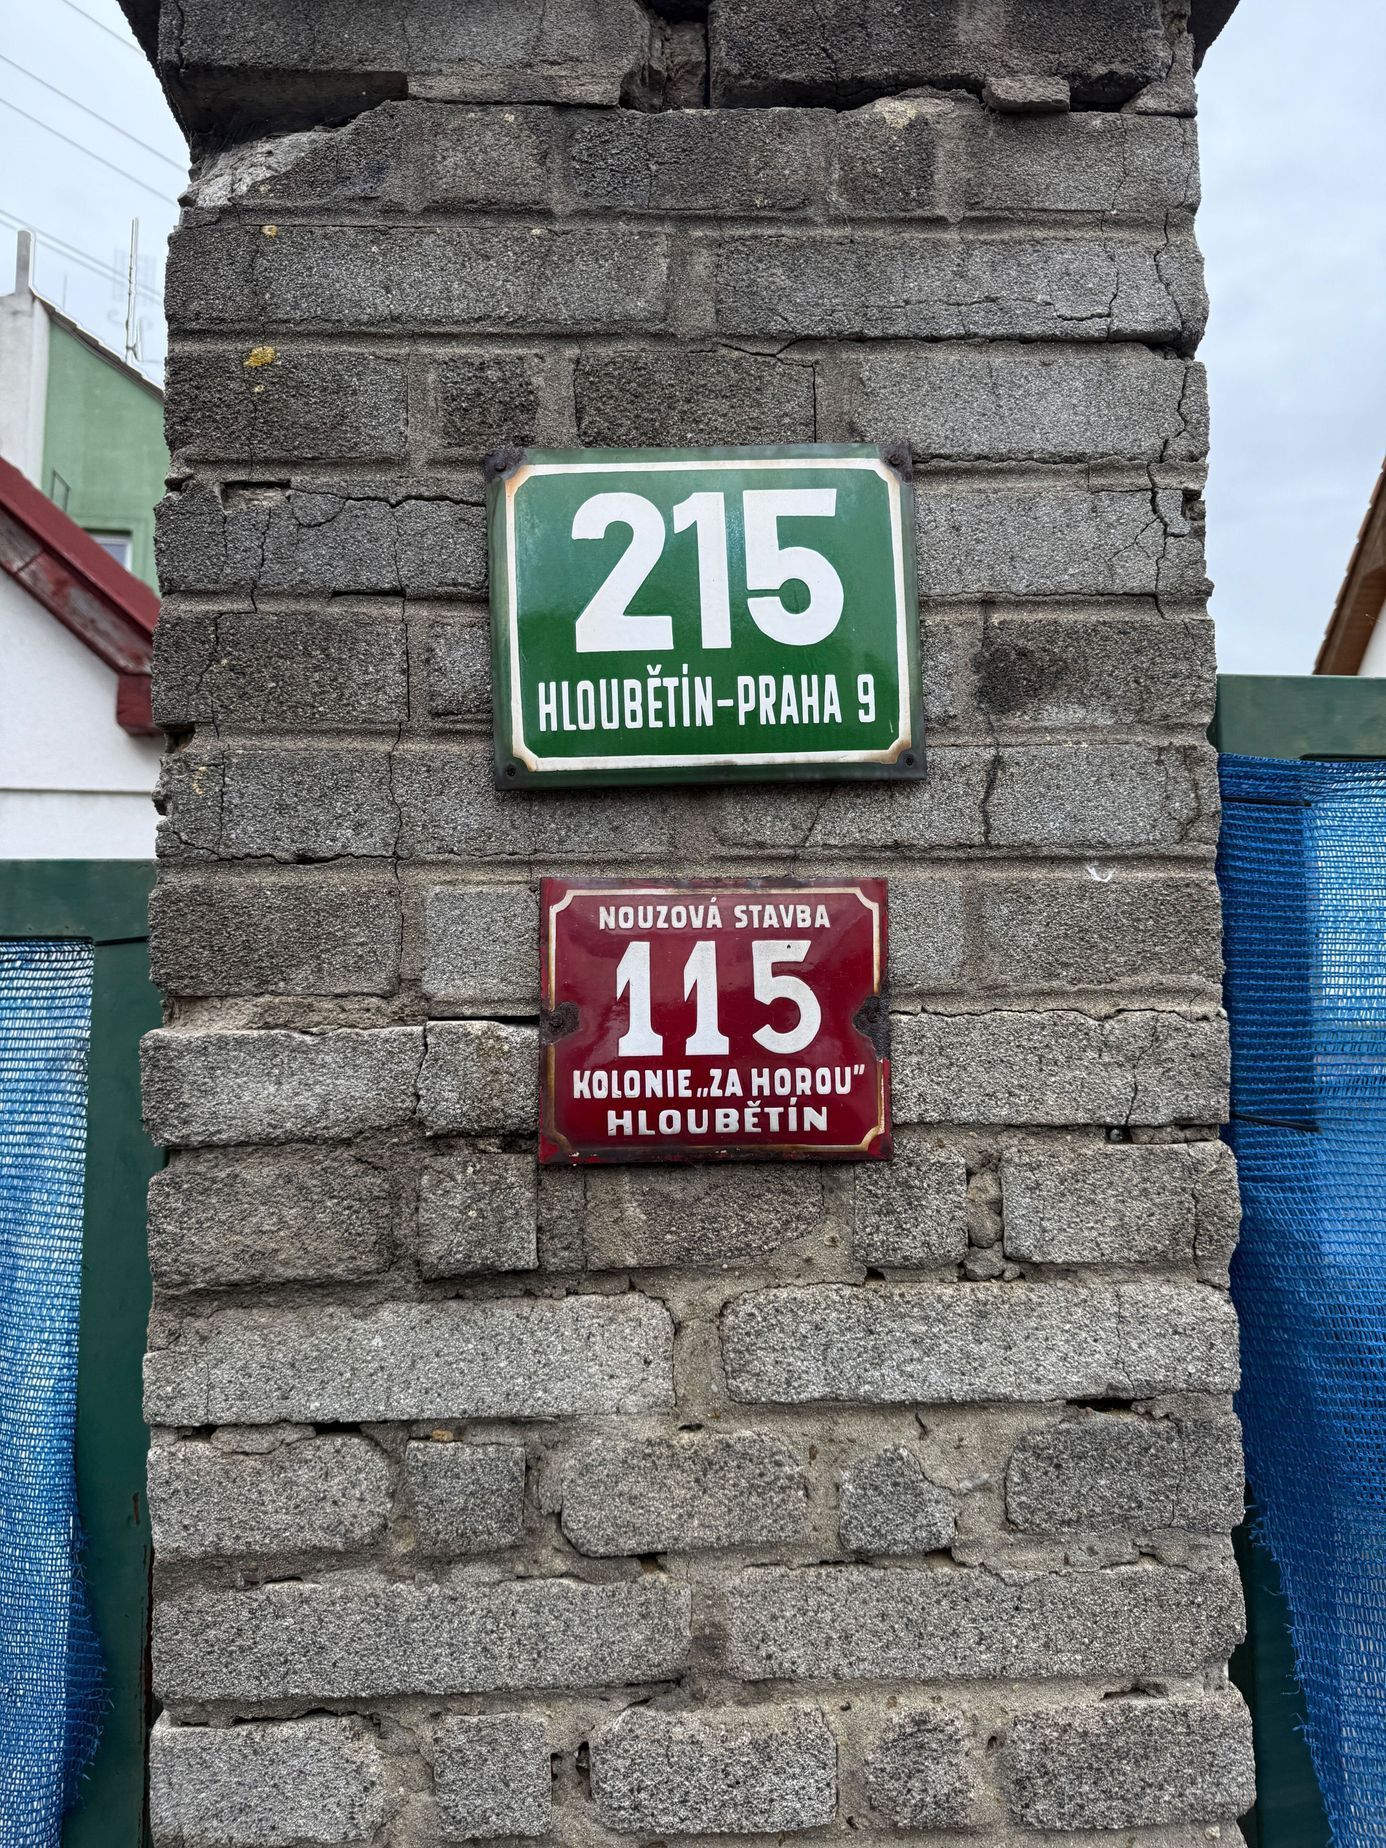 215
HLOUBĚTÍN-PRAHA 9
NOUZOVÁ STAVBA
115
KOLONIE „ZA HOROU"
HLOUBĚTÍN